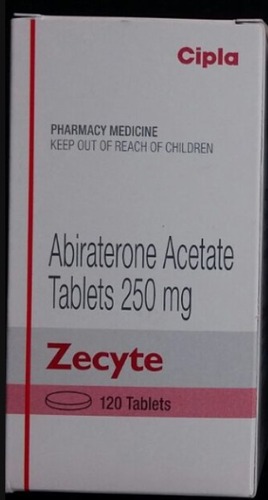 Cipla
PHARMACY MEDICINE
KEEP OUT OF REACH OF CHILDREN
Abiraterone Acetate
Tablets 250 mg
Zecyte
120 Tablets